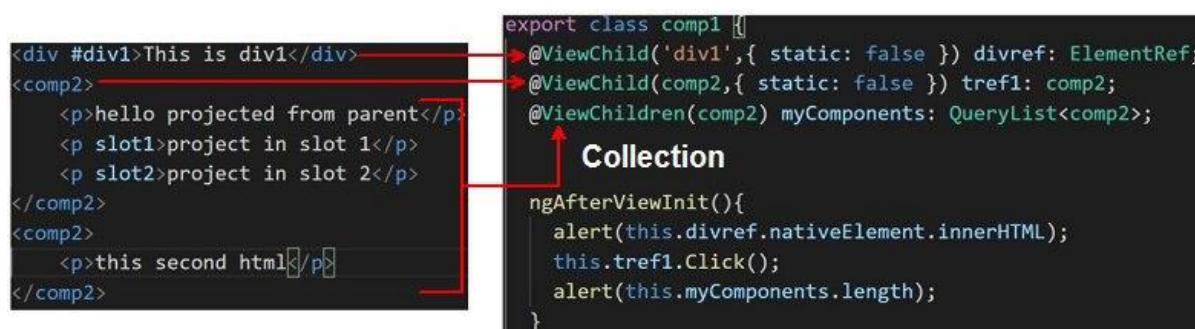 <div #div1>This is div1</div>
<comp2>
<p>hello projected from parent</p>
<p slot1>project in slot 1</p>
<p slot2>project in slot 2</p>
</comp2>
<comp2>
<p>this second html</p>
</comp2>
export class comp1 {
@ViewChild('div1',{ static: false }) divref: ElementRef;
@ViewChild(comp2,{ static: false }) tref1: comp2;
@ViewChildren(comp2) myComponents: QueryList<comp2>;
Collection
ngAfterViewInit(){
alert(this.divref.nativeElement.innerHTML);
this.tref1.Click();
alert(this.myComponents.length);
}